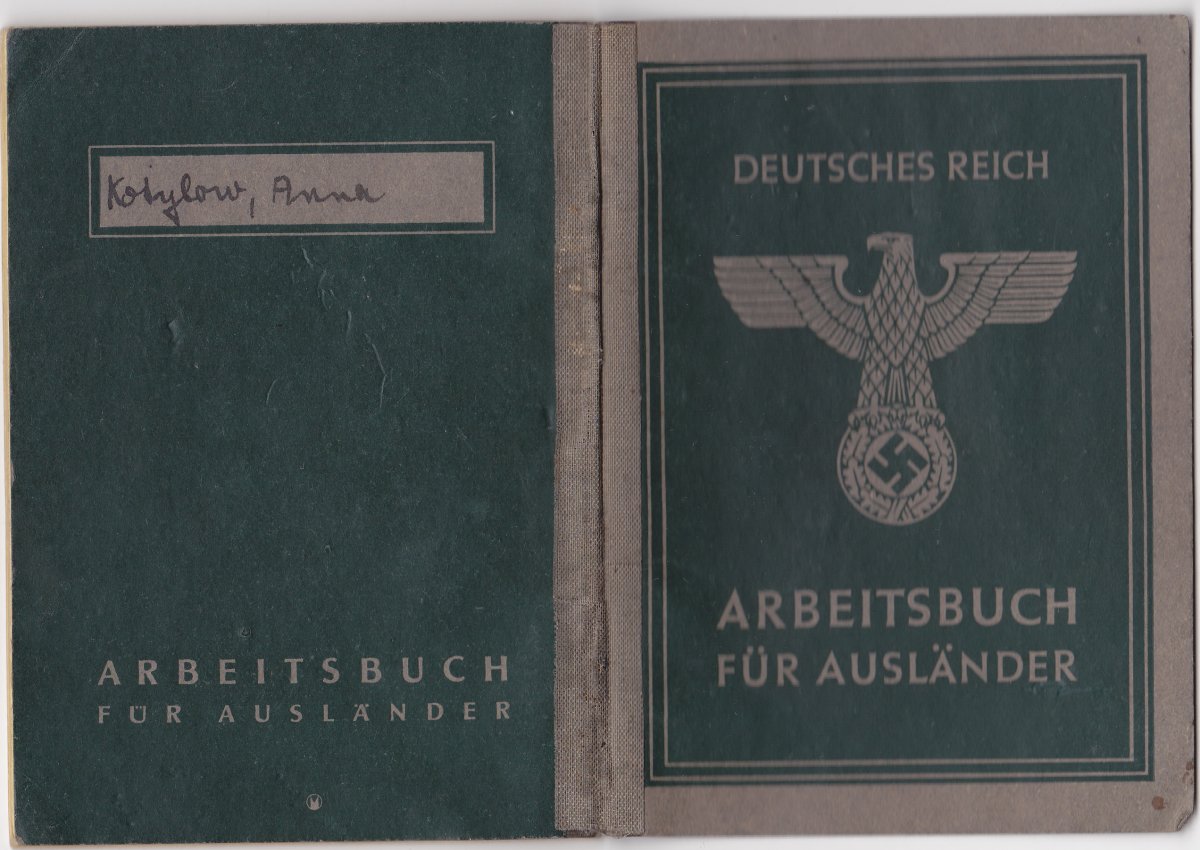 Kotylow, Anna
ARBEITSBUCH
FÜR AUSLÄNDER
DEUTSCHES REICH
ARBEITSBUCH
FÜR AUSLÄNDER